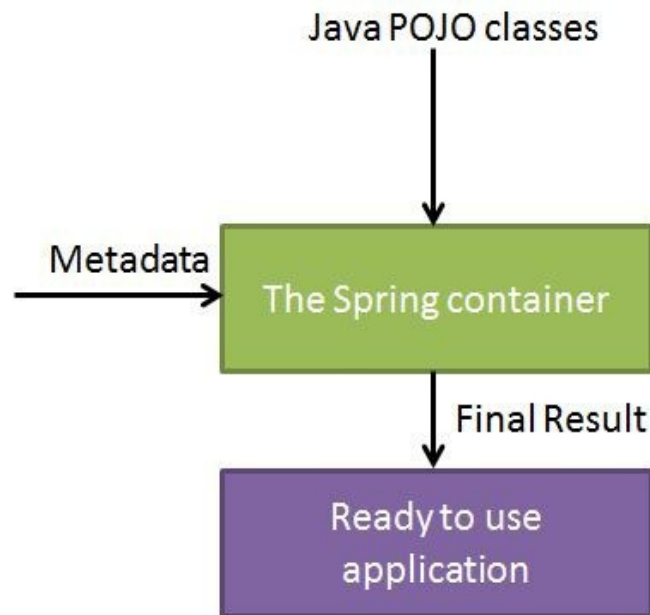 Java POJO classes
Metadata
The Spring container
Final Result
Ready to use
application